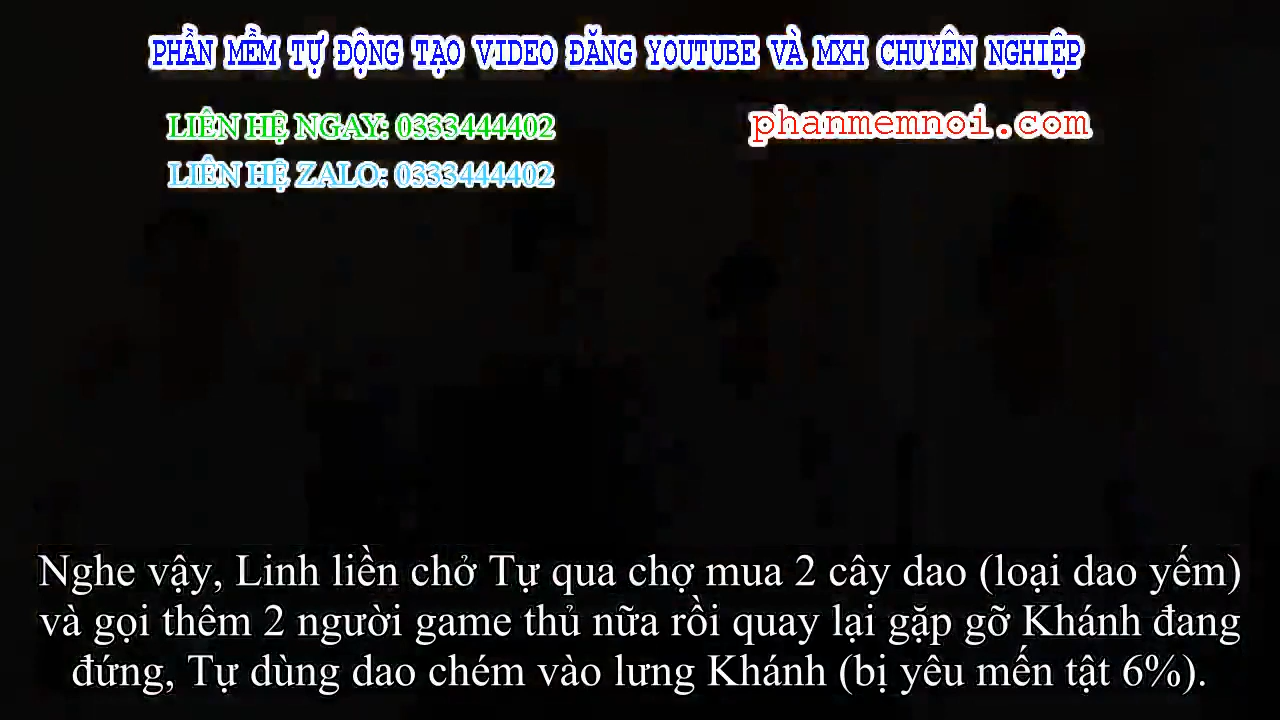 PHẦN MỀM TỰ ĐỘNG TẠO VIDEO ĐĂNG YOUTUBE VÀ MXH CHUYÊN NGHIỆP
LIÊN HỆ NGAY: 0333444402
phanmemnoi.com
LIÊN HỆ ZALO: 0333444402
Nghe vậy, Linh liền chở Tự qua chợ mua 2 cây dao (loại dao yếm)
và gọi thêm 2 người game thủ nữa rồi quay lại gặp gỡ Khánh đang
đứng, Tự dùng dao chém vào lưng Khánh (bị yêu mến tật 6%).